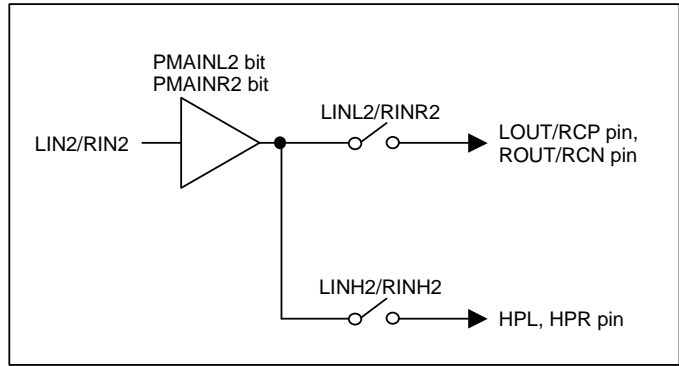 PMAINL2 bit
PMAINR2 bit
LINL2/RINR2
LIN2/RIN2
LOUT/RCP pin,
ROUT/RCN pin
LINH2/RINH2
HPL, HPR pin